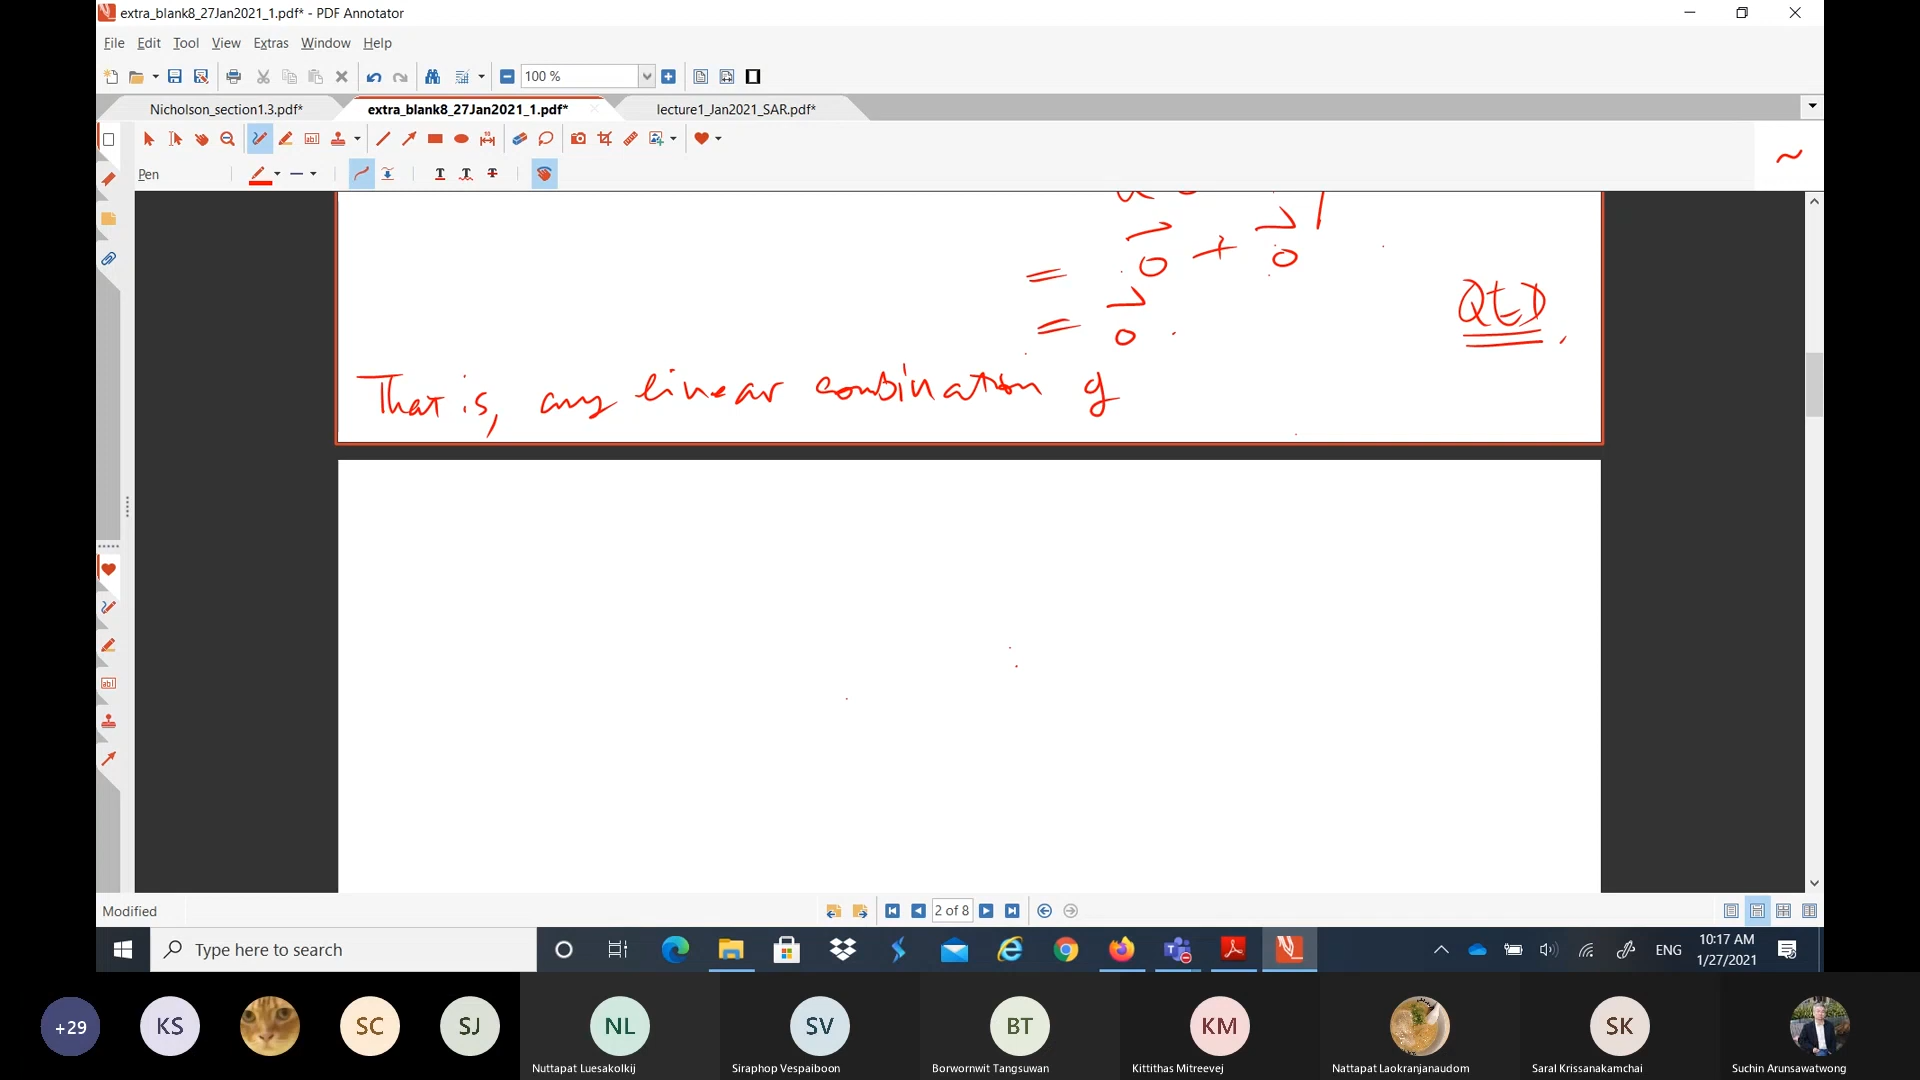 extra_blank8_27Jan2021_1.pdf* - PDF Annotator
File Edit Tool View Extras Window Help
100 %
Nicholson_section1.3.pdf* extra_blank8_27Jan2021_1.pdf* lecture1_Jan2021_SAR.pdf*
Pen
= 0 + 0
= 0 .
QED
That is, any linear combination of
Modified
2 of 8
Type here to search
ENG
10:17 AM
1/27/2021
+29 KS SC SJ NL SV BT KM SK
Nuttapat Luesakolkij Siraphop Vespaiboon Borwornwit Tangsuwan Kittithas Mitreevej Nattapat Laokranjanaudom Saral Krissanakamchai Suchin Arunsawatwong